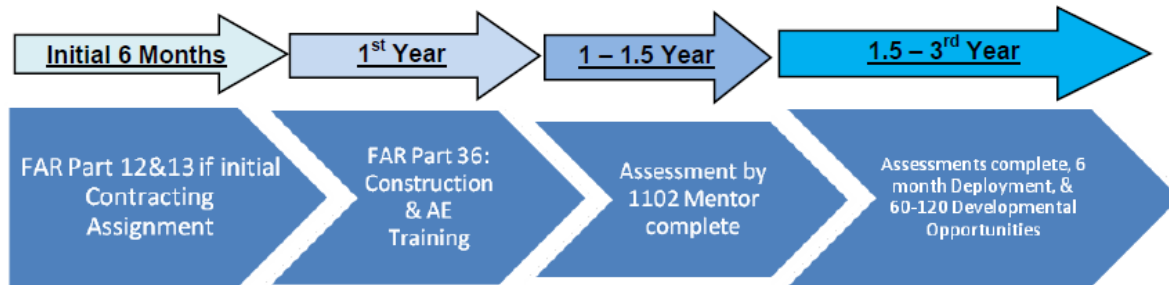 Initial 6 Months
1st Year
1 – 1.5 Year
1.5 – 3rd Year
FAR Part 12&13 if initial
Contracting
Assignment
FAR Part 36:
Construction
& AE
Training
Assessment by
1102 Mentor
complete
Assessments complete, 6
month Deployment, &
60-120 Developmental
Opportunities